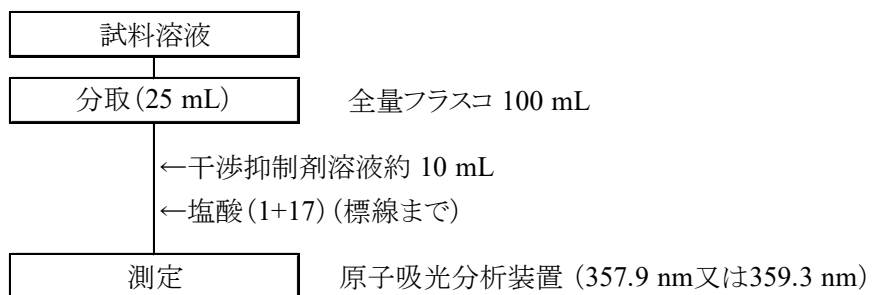 試料溶液
分取(25 mL) 全量フラスコ 100 mL
←干渉抑制剤溶液約 10 mL
←塩酸(1+17)(標線まで)
測定 原子吸光分析装置 (357.9 nm又は359.3 nm)